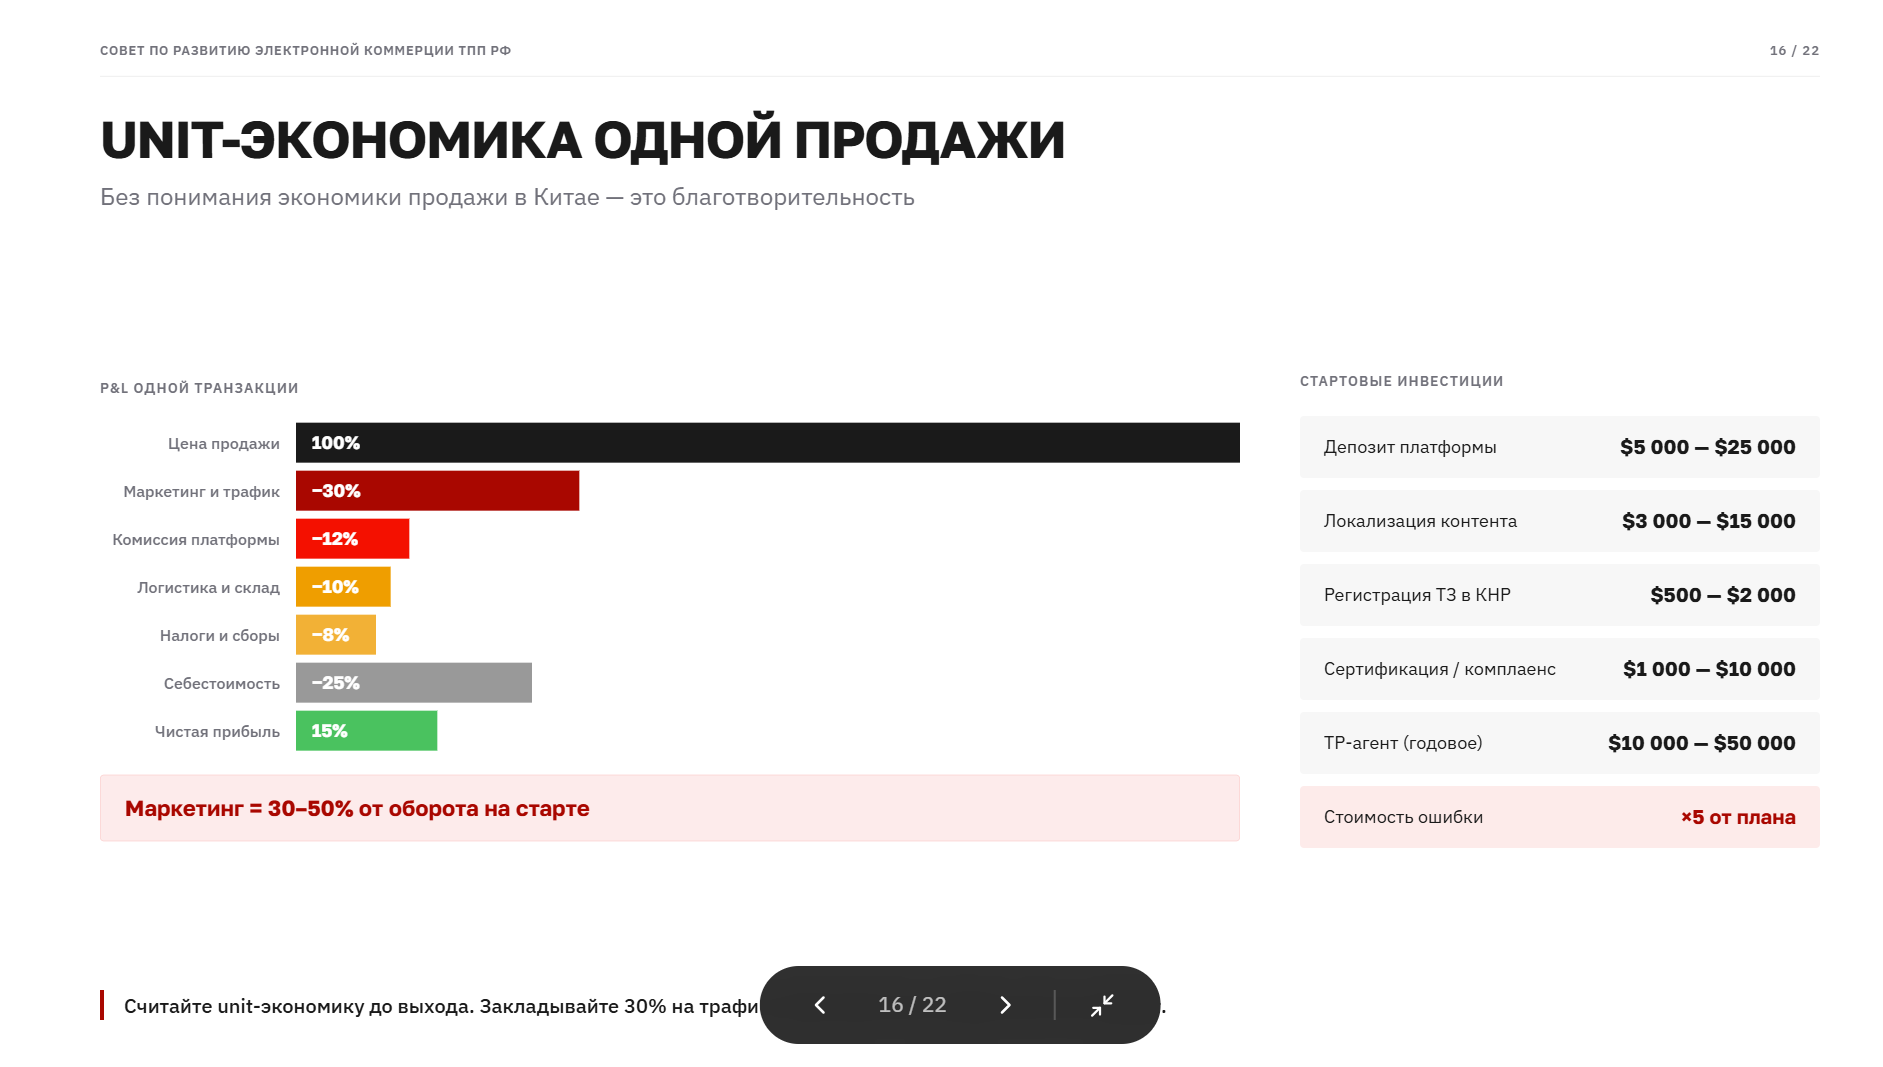 СОВЕТ ПО РАЗВИТИЮ ЭЛЕКТРОННОЙ КОММЕРЦИИ ТПП РФ
16 / 22
UNIT-ЭКОНОМИКА ОДНОЙ ПРОДАЖИ
Без понимания экономики продажи в Китае — это благотворительность
P&L ОДНОЙ ТРАНЗАКЦИИ
Цена продажи 100%
Маркетинг и трафик −30%
Комиссия платформы −12%
Логистика и склад −10%
Налоги и сборы −8%
Себестоимость −25%
Чистая прибыль 15%
Маркетинг = 30–50% от оборота на старте
СТАРТОВЫЕ ИНВЕСТИЦИИ
Депозит платформы $5 000 — $25 000
Локализация контента $3 000 — $15 000
Регистрация ТЗ в КНР $500 — $2 000
Сертификация / комплаенс $1 000 — $10 000
TP-агент (годовое) $10 000 — $50 000
Стоимость ошибки ×5 от плана
Считайте unit-экономику до выхода. Закладывайте 30% на
16 / 22